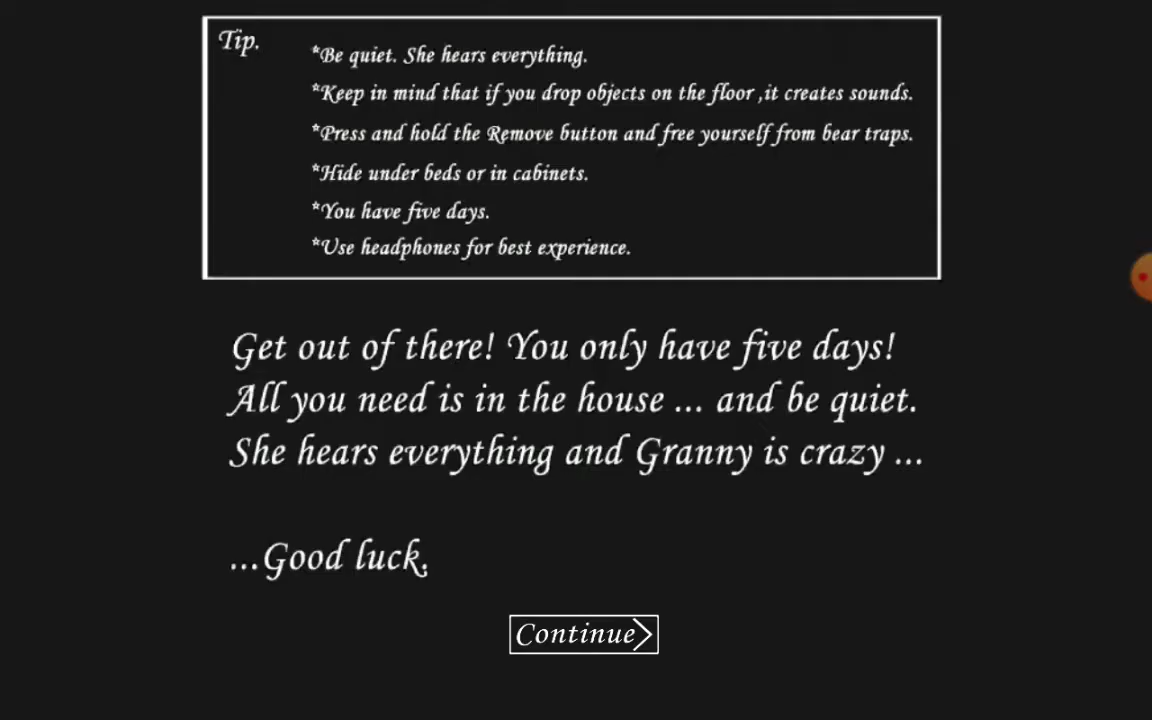 Tip.
*Be quiet. She hears everything.
*Keep in mind that if you drop objects on the floor ,it creates sounds.
*Press and hold the Remove button and free yourself from bear traps.
*Hide under beds or in cabinets.
*You have five days.
*Use headphones for best experience.
Get out of there! You only have five days!
All you need is in the house ... and be quiet.
She hears everything and Granny is crazy ...
...Good luck.
Continue